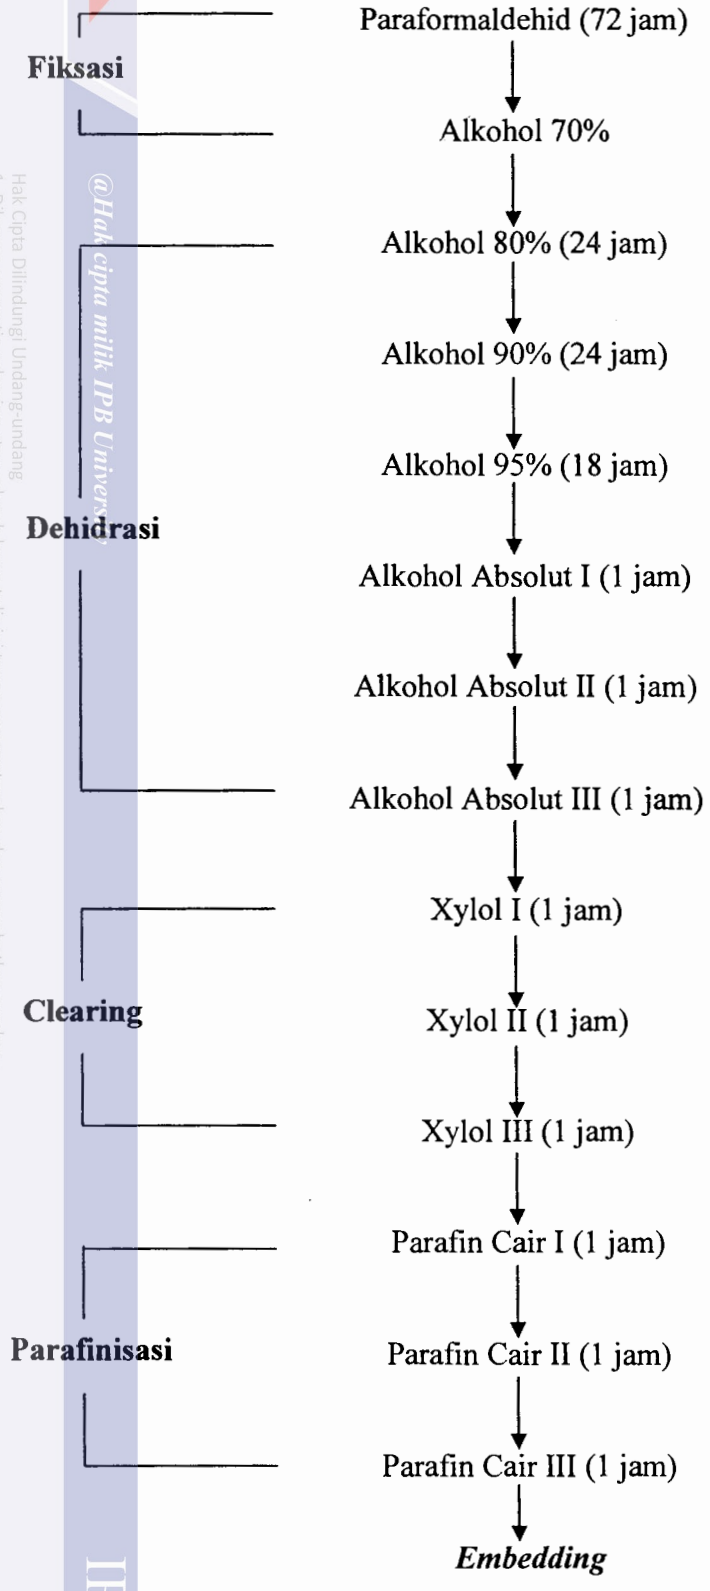 Paraformaldehid (72 jam)
Fiksasi
Alkohol 70%
Alkohol 80% (24 jam)
Alkohol 90% (24 jam)
Alkohol 95% (18 jam)
Dehidrasi
Alkohol Absolut I (1 jam)
Alkohol Absolut II (1 jam)
Alkohol Absolut III (1 jam)
Xylol I (1 jam)
Clearing
Xylol II (1 jam)
Xylol III (1 jam)
Parafin Cair I (1 jam)
Parafinisasi
Parafin Cair II (1 jam)
Parafin Cair III (1 jam)
Embedding
@Hak cipta milik IPB University
Hak Cipta Dilindungi Undang-undang